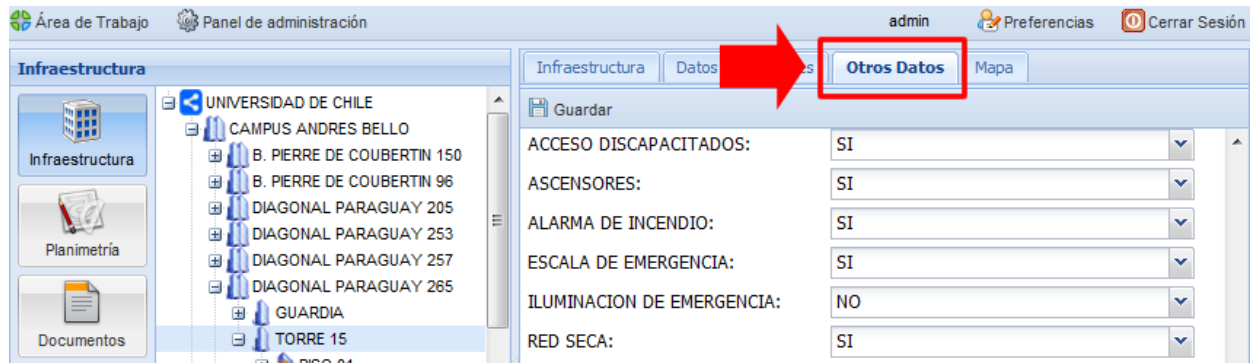 Área de Trabajo Panel de administración admin Preferencias Cerrar Sesión
Infraestructura
Infraestructura
Planimetría
Documentos
UNIVERSIDAD DE CHILE
CAMPUS ANDRES BELLO
B. PIERRE DE COUBERTIN 150
B. PIERRE DE COUBERTIN 96
DIAGONAL PARAGUAY 205
DIAGONAL PARAGUAY 253
DIAGONAL PARAGUAY 257
DIAGONAL PARAGUAY 265
GUARDIA
TORRE 15
Infraestructura Datos Otros Datos Mapa
Guardar
ACCESO DISCAPACITADOS: SI
ASCENSORES: SI
ALARMA DE INCENDIO: SI
ESCALA DE EMERGENCIA: SI
ILUMINACION DE EMERGENCIA: NO
RED SECA: SI